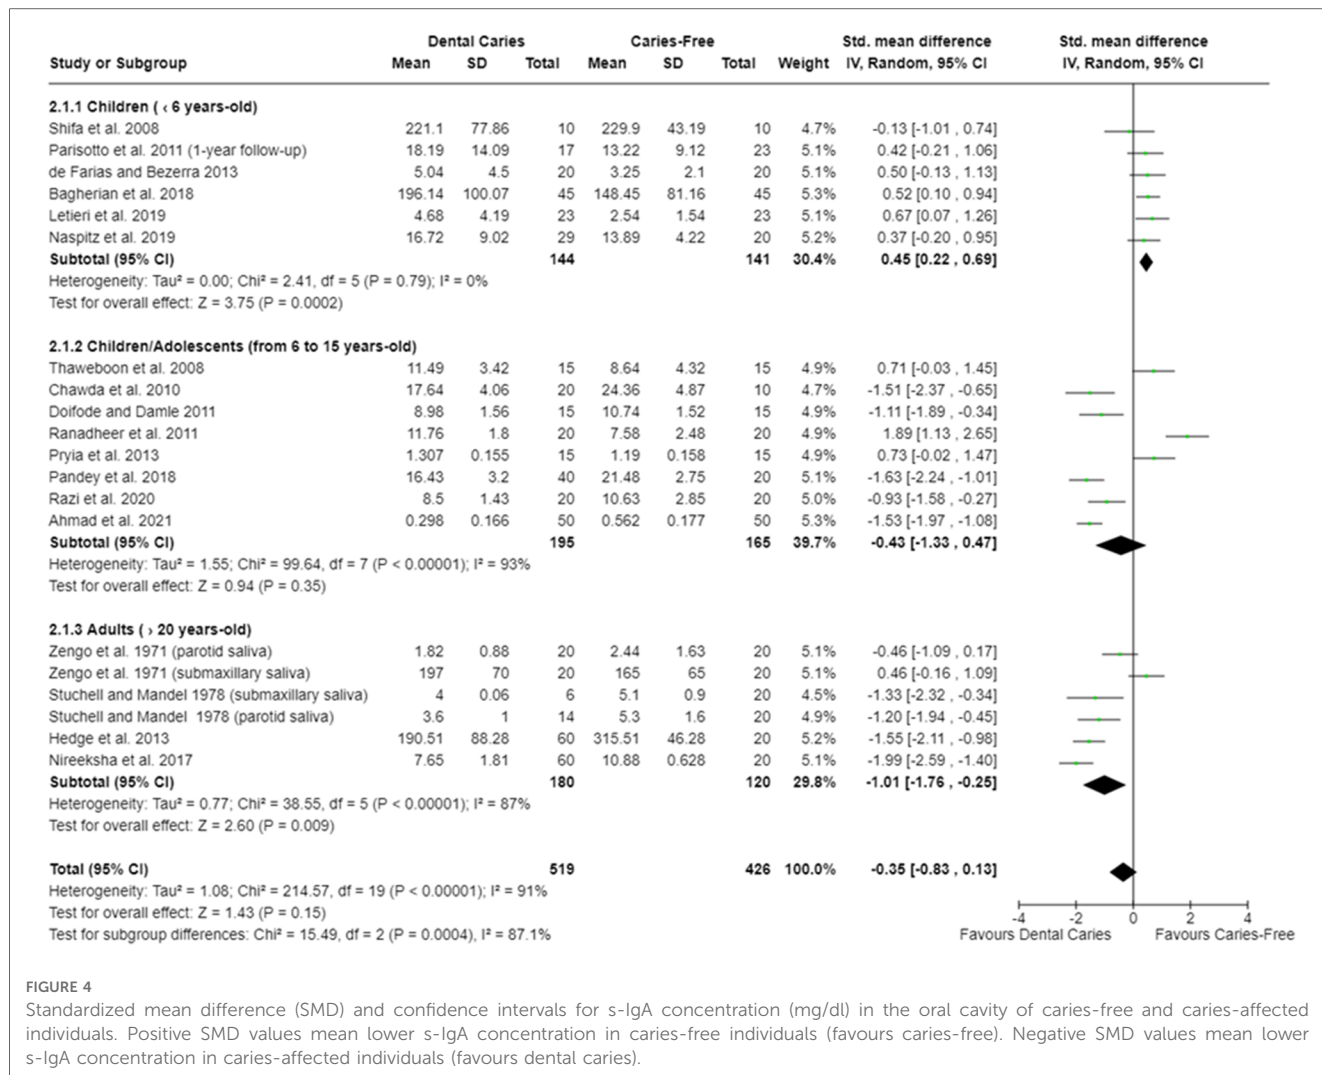 Dental Caries Caries-Free Std. mean difference Std. mean difference
Study or Subgroup Mean SD Total Mean SD Total Weight IV, Random, 95% CI IV, Random, 95% CI
2.1.1 Children ( ‹ 6 years-old)
Shifa et al. 2008 221.1 77.86 10 229.9 43.19 10 4.7% -0.13 [-1.01 , 0.74]
Parisotto et al. 2011 (1-year follow-up) 18.19 14.09 17 13.22 9.12 23 5.1% 0.42 [-0.21 , 1.06]
de Farias and Bezerra 2013 5.04 4.5 20 3.25 2.1 20 5.1% 0.50 [-0.13 , 1.13]
Bagherian et al. 2018 196.14 100.07 45 148.45 81.16 45 5.3% 0.52 [0.10 , 0.94]
Letieri et al. 2019 4.68 4.19 23 2.54 1.54 23 5.1% 0.67 [0.07 , 1.26]
Naspitz et al. 2019 16.72 9.02 29 13.89 4.22 20 5.2% 0.37 [-0.20 , 0.95]
Subtotal (95% CI) 144 141 30.4% 0.45 [0.22 , 0.69]
Heterogeneity: Tau² = 0.00; Chi² = 2.41, df = 5 (P = 0.79); I² = 0%
Test for overall effect: Z = 3.75 (P = 0.0002)
2.1.2 Children/Adolescents (from 6 to 15 years-old)
Thaweboon et al. 2008 11.49 3.42 15 8.64 4.32 15 4.9% 0.71 [-0.03 , 1.45]
Chawda et al. 2010 17.64 4.06 20 24.36 4.87 10 4.7% -1.51 [-2.37 , -0.65]
Doifode and Damle 2011 8.98 1.56 15 10.74 1.52 15 4.9% -1.11 [-1.89 , -0.34]
Ranadheer et al. 2011 11.76 1.8 20 7.58 2.48 20 4.9% 1.89 [1.13 , 2.65]
Pryia et al. 2013 1.307 0.155 15 1.19 0.158 15 4.9% 0.73 [-0.02 , 1.47]
Pandey et al. 2018 16.43 3.2 40 21.48 2.75 20 5.1% -1.63 [-2.24 , -1.01]
Razi et al. 2020 8.5 1.43 20 10.63 2.85 20 5.0% -0.93 [-1.58 , -0.27]
Ahmad et al. 2021 0.298 0.166 50 0.562 0.177 50 5.3% -1.53 [-1.97 , -1.08]
Subtotal (95% CI) 195 165 39.7% -0.43 [-1.33 , 0.47]
Heterogeneity: Tau² = 1.55; Chi² = 99.64, df = 7 (P < 0.00001); I² = 93%
Test for overall effect: Z = 0.94 (P = 0.35)
2.1.3 Adults ( › 20 years-old)
Zengo et al. 1971 (parotid saliva) 1.82 0.88 20 2.44 1.63 20 5.1% -0.46 [-1.09 , 0.17]
Zengo et al. 1971 (submaxillary saliva) 197 70 20 165 65 20 5.1% 0.46 [-0.16 , 1.09]
Stuchell and Mandel 1978 (submaxillary saliva) 4 0.06 6 5.1 0.9 20 4.5% -1.33 [-2.32 , -0.34]
Stuchell and Mandel 1978 (parotid saliva) 3.6 1 14 5.3 1.6 20 4.9% -1.20 [-1.94 , -0.45]
Hedge et al. 2013 190.51 88.28 60 315.51 46.28 20 5.2% -1.55 [-2.11 , -0.98]
Nireeksha et al. 2017 7.65 1.81 60 10.88 0.628 20 5.1% -1.99 [-2.59 , -1.40]
Subtotal (95% CI) 180 120 29.8% -1.01 [-1.76 , -0.25]
Heterogeneity: Tau² = 0.77; Chi² = 38.55, df = 5 (P < 0.00001); I² = 87%
Test for overall effect: Z = 2.60 (P = 0.009)
Total (95% CI) 519 426 100.0% -0.35 [-0.83 , 0.13]
Heterogeneity: Tau² = 1.08; Chi² = 214.57, df = 19 (P < 0.00001); I² = 91%
Test for overall effect: Z = 1.43 (P = 0.15)
Test for subgroup differences: Chi² = 15.49, df = 2 (P = 0.0004), I² = 87.1%
-4 -2 0 2 4
Favours Dental Caries Favours Caries-Free
FIGURE 4
Standardized mean difference (SMD) and confidence intervals for s-IgA concentration (mg/dl) in the oral cavity of caries-free and caries-affected
individuals. Positive SMD values mean lower s-IgA concentration in caries-free individuals (favours caries-free). Negative SMD values mean lower
s-IgA concentration in caries-affected individuals (favours dental caries).